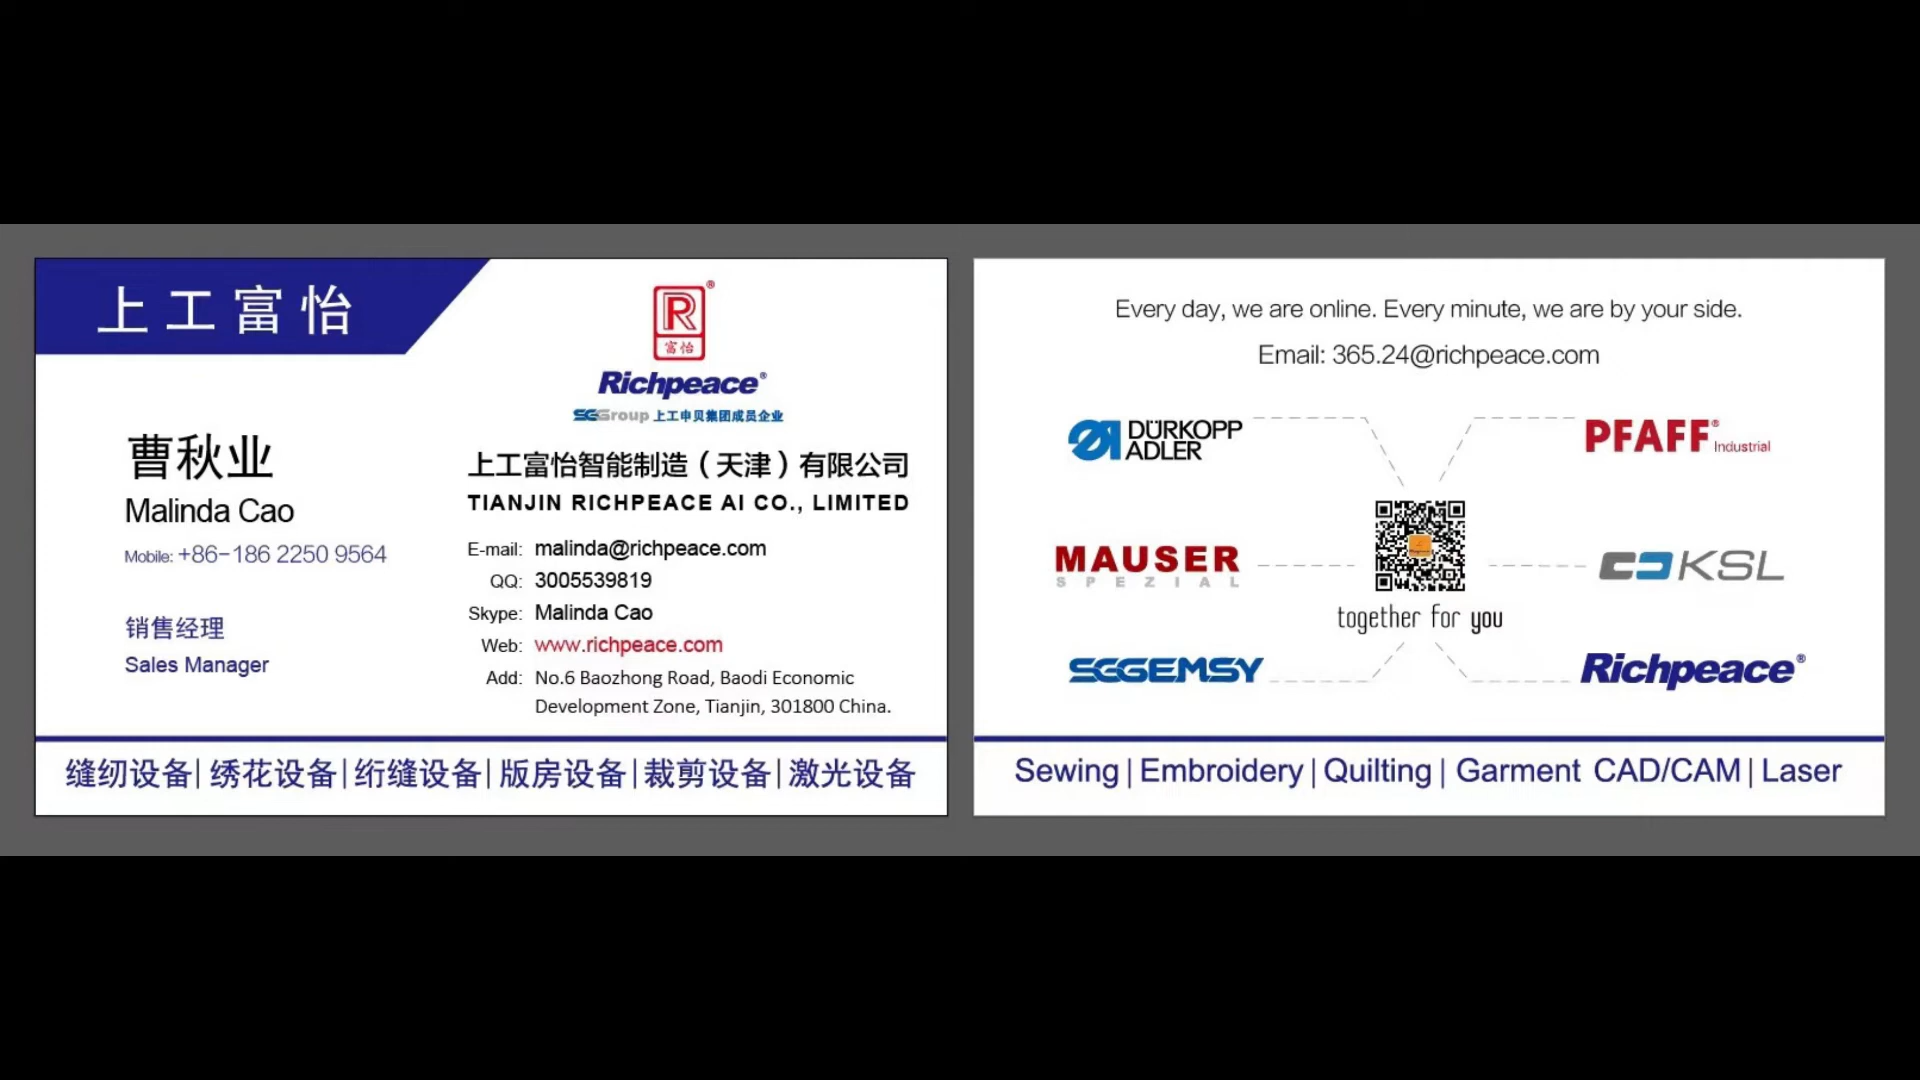 上工富怡
R®
富怡
Richpeace®
SGGroup 上工申贝集团成员企业
曹秋业
Malinda Cao
Mobile: +86-186 2250 9564
销售经理
Sales Manager
上工富怡智能制造（天津）有限公司
TIANJIN RICHPEACE AI CO., LIMITED
E-mail: malinda@richpeace.com
QQ: 3005539819
Skype: Malinda Cao
Web: www.richpeace.com
Add: No.6 Baozhong Road, Baodi Economic
Development Zone, Tianjin, 301800 China.
缝纫设备|绣花设备|绗缝设备|版房设备|裁剪设备|激光设备
Every day, we are online. Every minute, we are by your side.
Email: 365.24@richpeace.com
DÜRKOPP
ADLER
PFAFF® Industrial
MAUSER
SPEZIAL
KSL
together for you
SGGEMSY
Richpeace®
Sewing|Embroidery|Quilting| Garment CAD/CAM|Laser